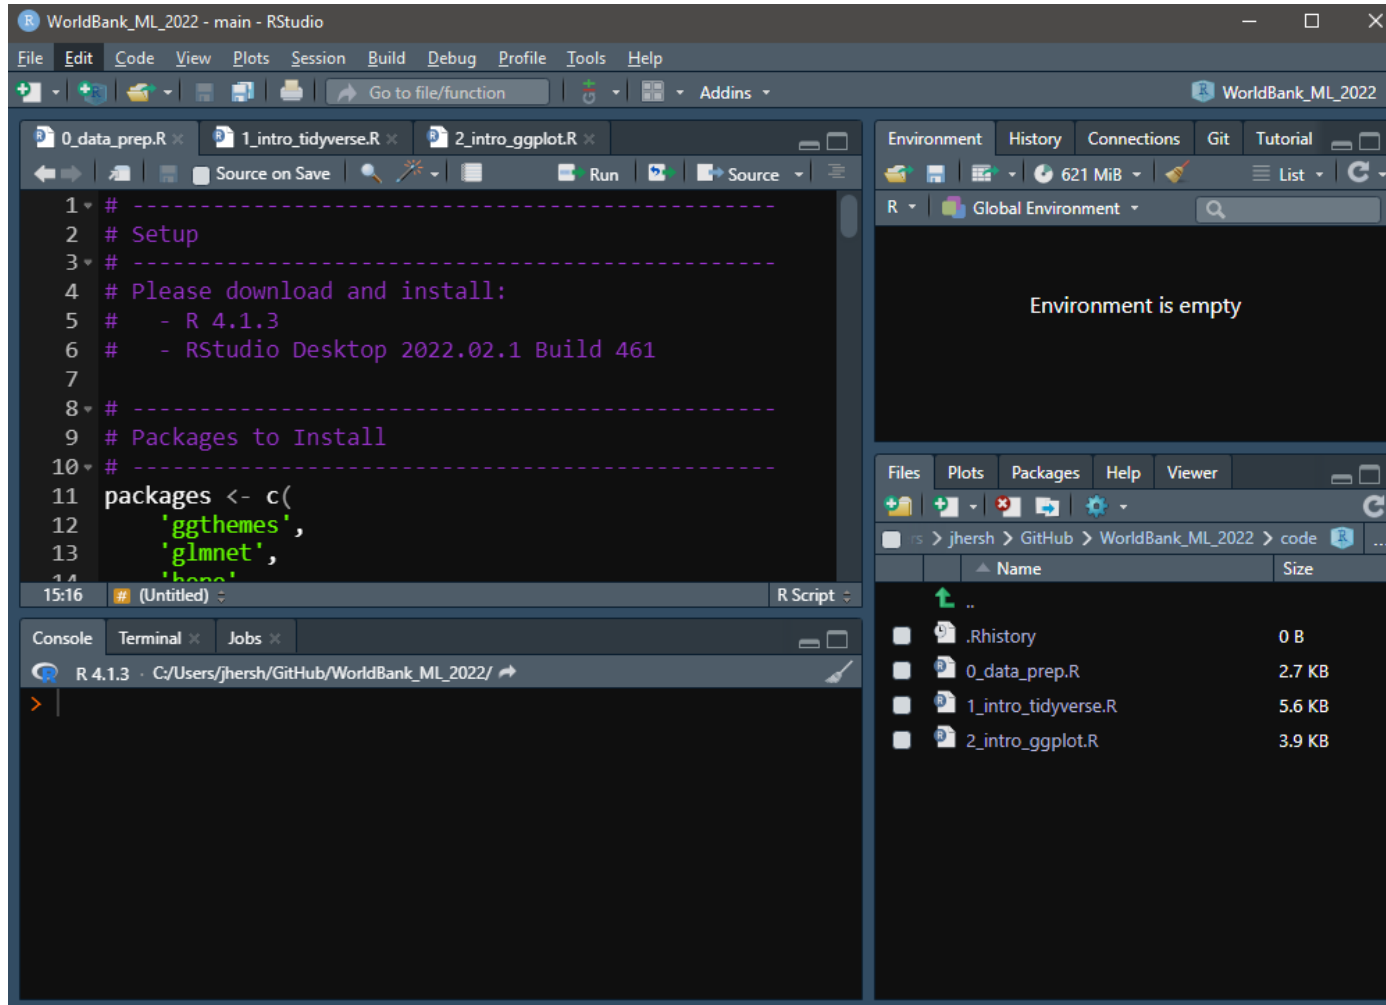 WorldBank_ML_2022 - main - RStudio
File Edit Code View Plots Session Build Debug Profile Tools Help
Go to file/function Addins WorldBank_ML_2022
0_data_prep.R 1_intro_tidyverse.R 2_intro_ggplot.R
Source on Save Run Source
1 # ------------------------------------------------
2 # Setup
3 # ------------------------------------------------
4 # Please download and install:
5 #   - R 4.1.3
6 #   - RStudio Desktop 2022.02.1 Build 461
7
8 # ------------------------------------------------
9 # Packages to Install
10 # ------------------------------------------------
11 packages <- c(
12     'ggthemes',
13     'glmnet',
14
15:16 # (Untitled) R Script
Console Terminal Jobs
R 4.1.3 · C:/Users/jhersh/GitHub/WorldBank_ML_2022/
>
Environment History Connections Git Tutorial
621 MiB List
R Global Environment
Environment is empty
Files Plots Packages Help Viewer
rs > jhersh > GitHub > WorldBank_ML_2022 > code R ...
Name Size
..
.Rhistory 0 B
0_data_prep.R 2.7 KB
1_intro_tidyverse.R 5.6 KB
2_intro_ggplot.R 3.9 KB